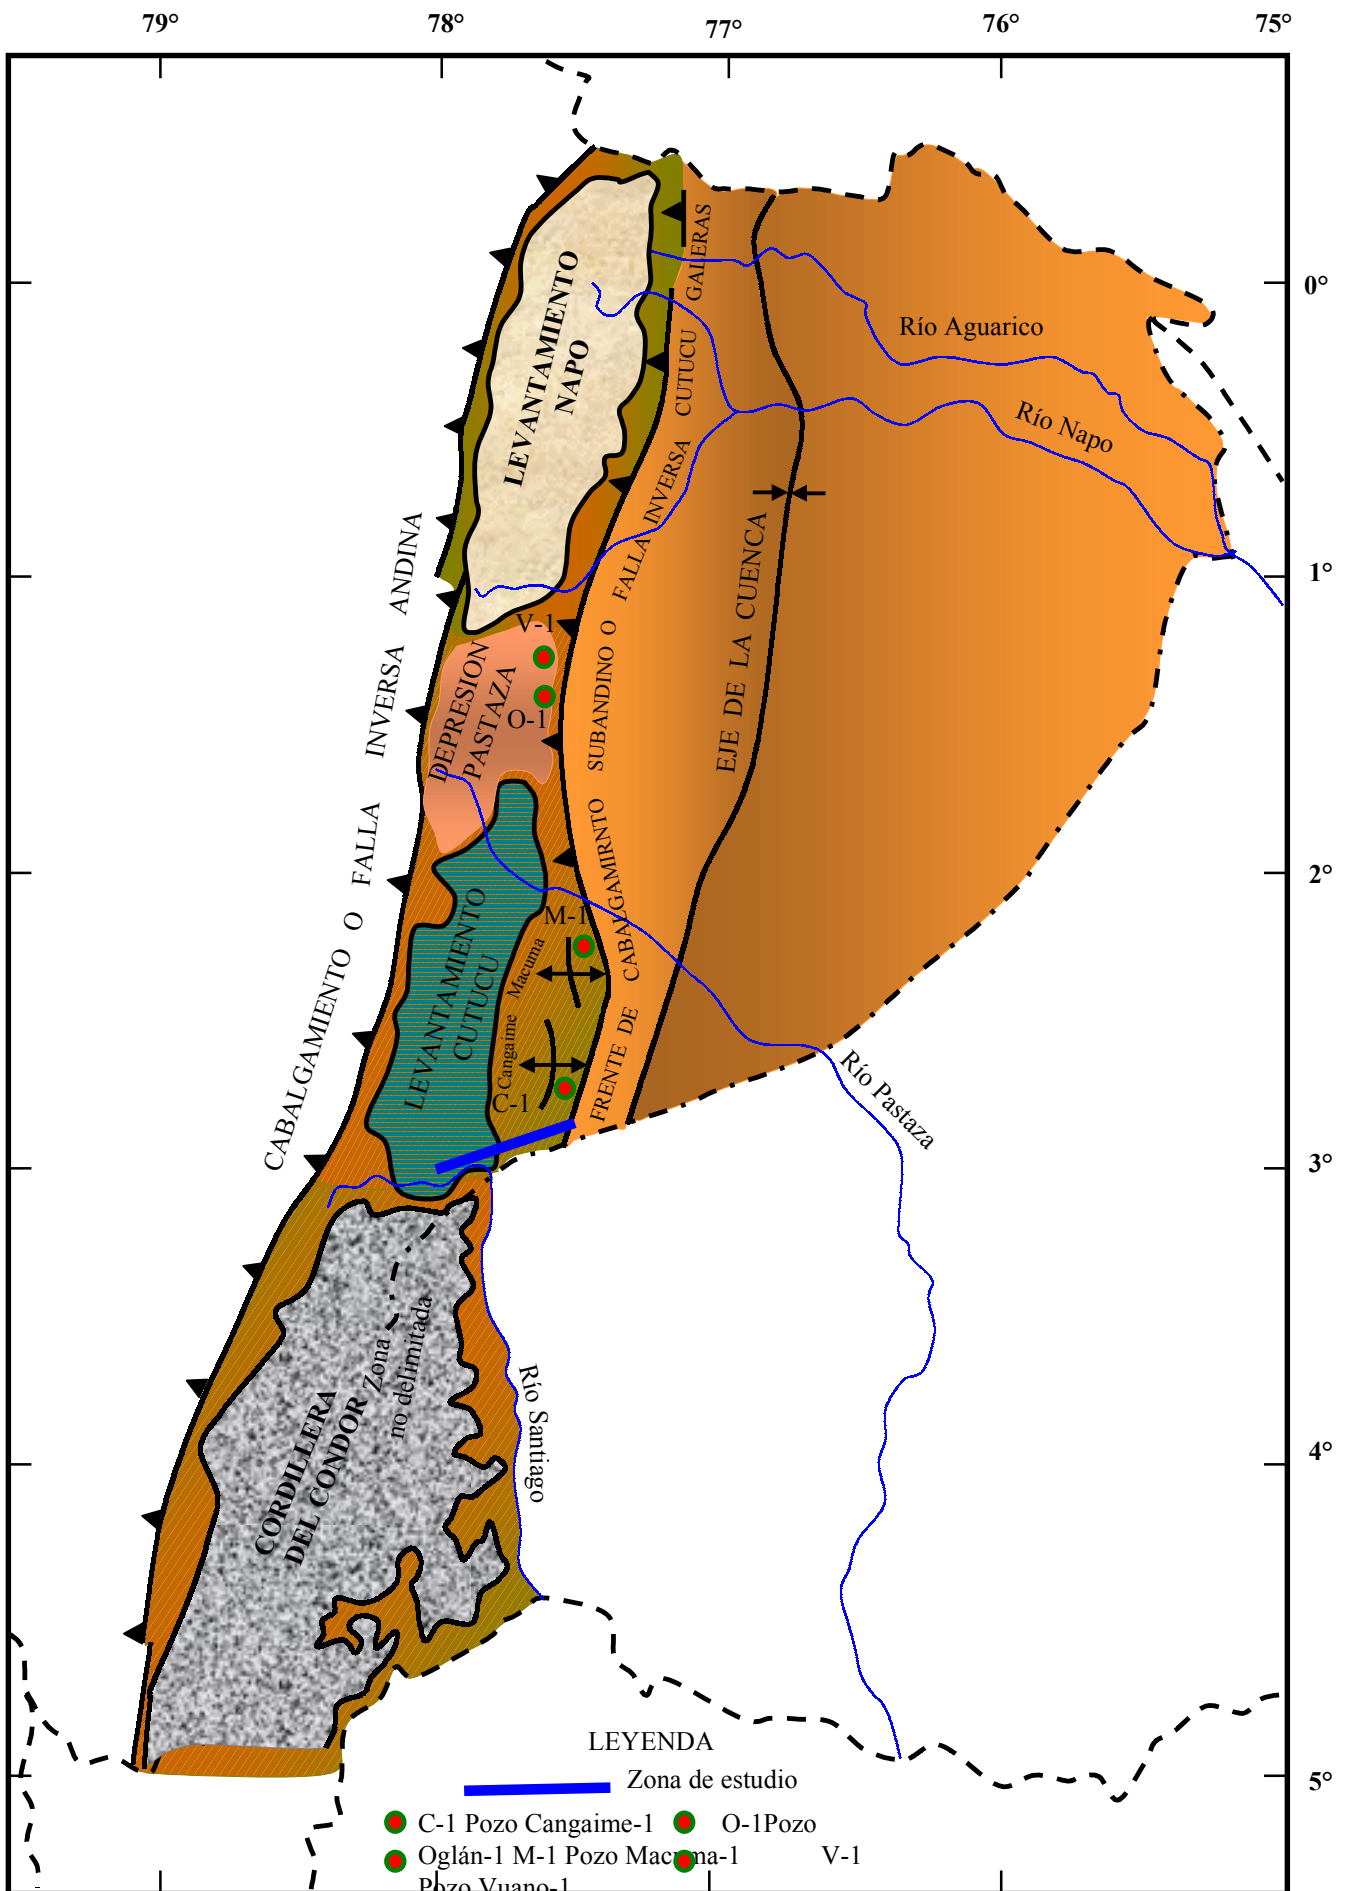 79°
78°
77°
76°
75°
0°
1°
2°
3°
4°
5°
LEVANTAMIENTO
NAPO
GALERAS
CUTUCU
FALLA INVERSA
SUBANDINO O
CABALGAMIRNTO
FRENTE DE
EJE DE LA CUENCA
Río Aguarico
Río Napo
CABALGAMIENTO O FALLA INVERSA ANDINA
V-1
DEPRESION
PASTAZA
O-1
LEVANTAMIENTO
CUTUCU
M-1
Macuma
Cangaime
C-1
Río Pastaza
Zona
no delimitada
CORDILLERA
DEL CONDOR
Río Santiago
LEYENDA
Zona de estudio
C-1 Pozo Cangaime-1 O-1Pozo
Oglán-1 M-1 Pozo Macuma-1 V-1
Pozo Vuano-1